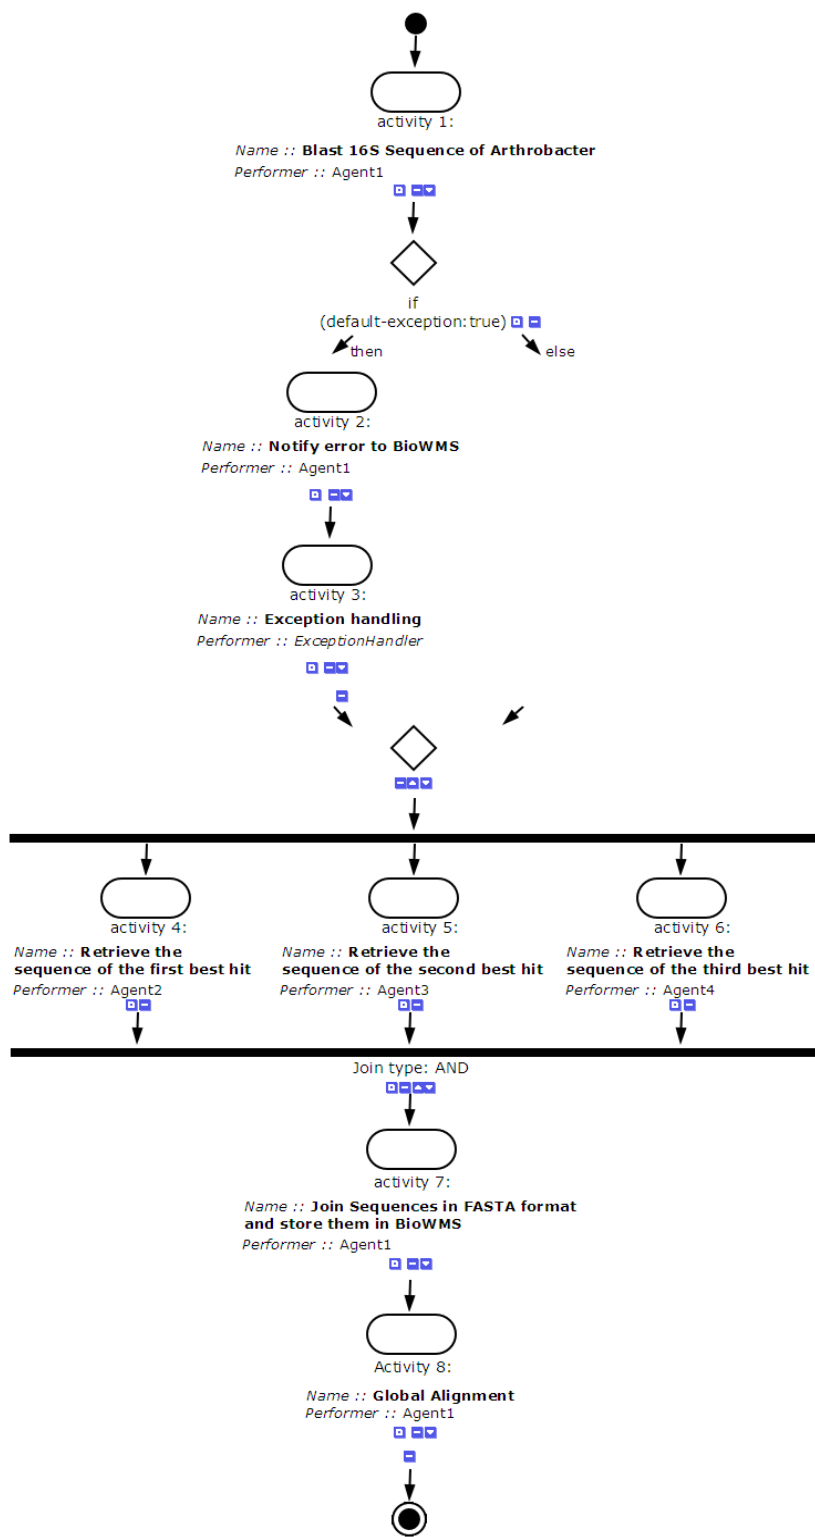 activity 1:
Name :: Blast 16S Sequence of Arthrobacter
Performer :: Agent1
if
(default-exception:true)
then
else
activity 2:
Name :: Notify error to BioWMS
Performer :: Agent1
activity 3:
Name :: Exception handling
Performer :: ExceptionHandler
activity 4:
Name :: Retrieve the
sequence of the first best hit
Performer :: Agent2
activity 5:
Name :: Retrieve the
sequence of the second best hit
Performer :: Agent3
activity 6:
Name :: Retrieve the
sequence of the third best hit
Performer :: Agent4
Join type: AND
activity 7:
Name :: Join Sequences in FASTA format
and store them in BioWMS
Performer :: Agent1
Activity 8:
Name :: Global Alignment
Performer :: Agent1